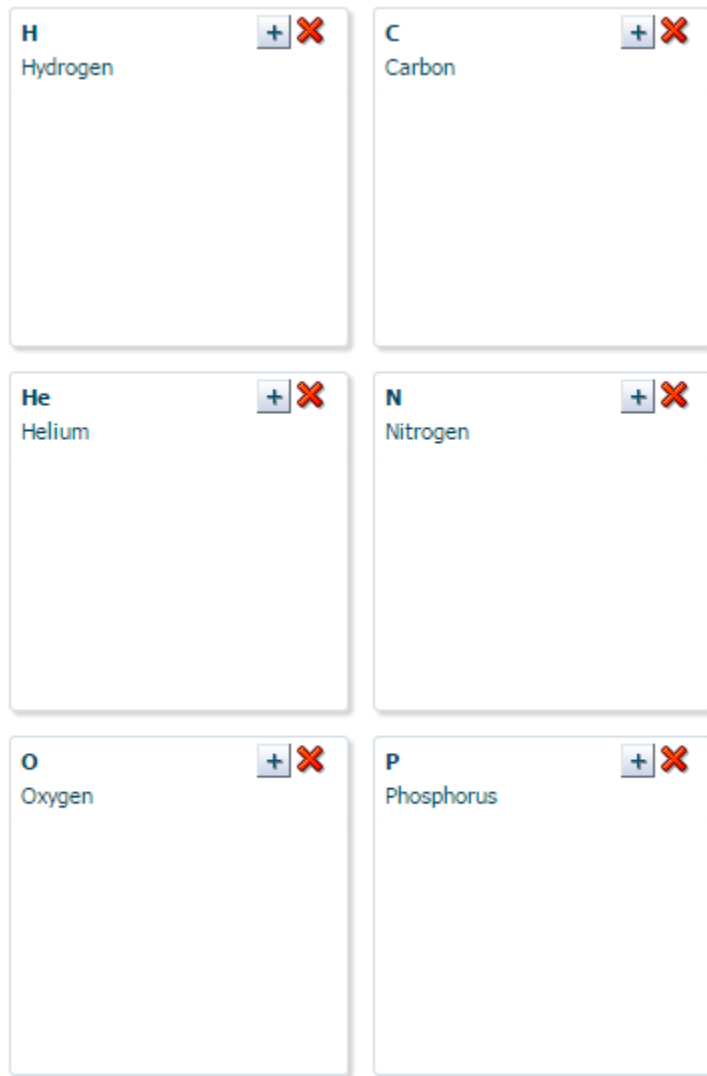 H
Hydrogen
C
Carbon
He
Helium
N
Nitrogen
O
Oxygen
P
Phosphorus